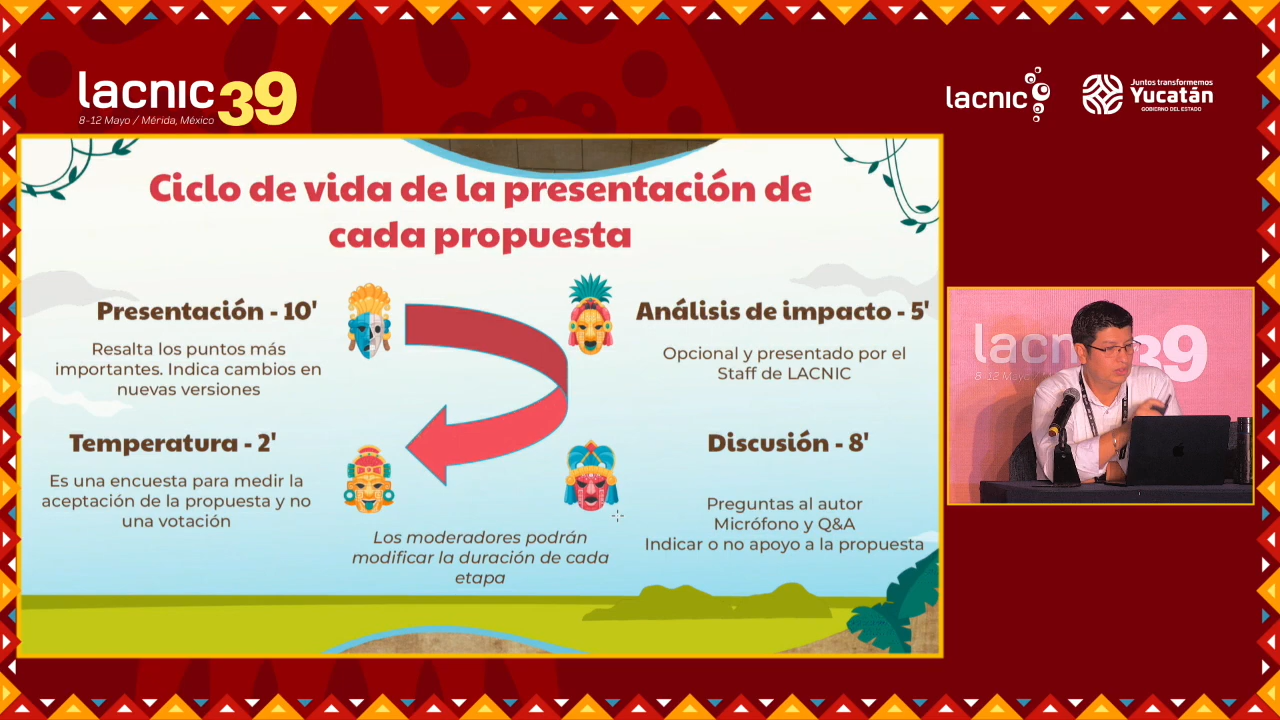 lacnic 39
8-12 Mayo / Mérida, México
lacnic
Juntos transformemos
Yucatán
GOBIERNO DEL ESTADO
Ciclo de vida de la presentación de
cada propuesta
Presentación - 10'
Resalta los puntos más
importantes. Indica cambios en
nuevas versiones
Análisis de impacto - 5'
Opcional y presentado por el
Staff de LACNIC
Temperatura - 2'
Es una encuesta para medir la
aceptación de la propuesta y no
una votación
Discusión - 8'
Preguntas al autor
Micrófono y Q&A
Indicar o no apoyo a la propuesta
Los moderadores podrán
modificar la duración de cada
etapa
lacn 39
8-12 Mayo